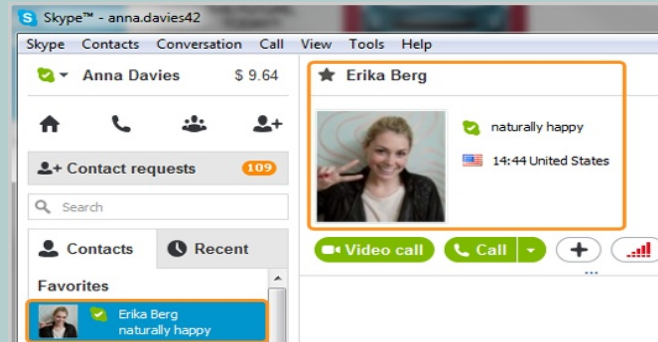 Skype™ - anna.davies42
Skype Contacts Conversation Call View Tools Help
Anna Davies $ 9.64
Contact requests 109
Search
Contacts Recent
Favorites
Erika Berg
naturally happy
Erika Berg
naturally happy
14:44 United States
Video call Call